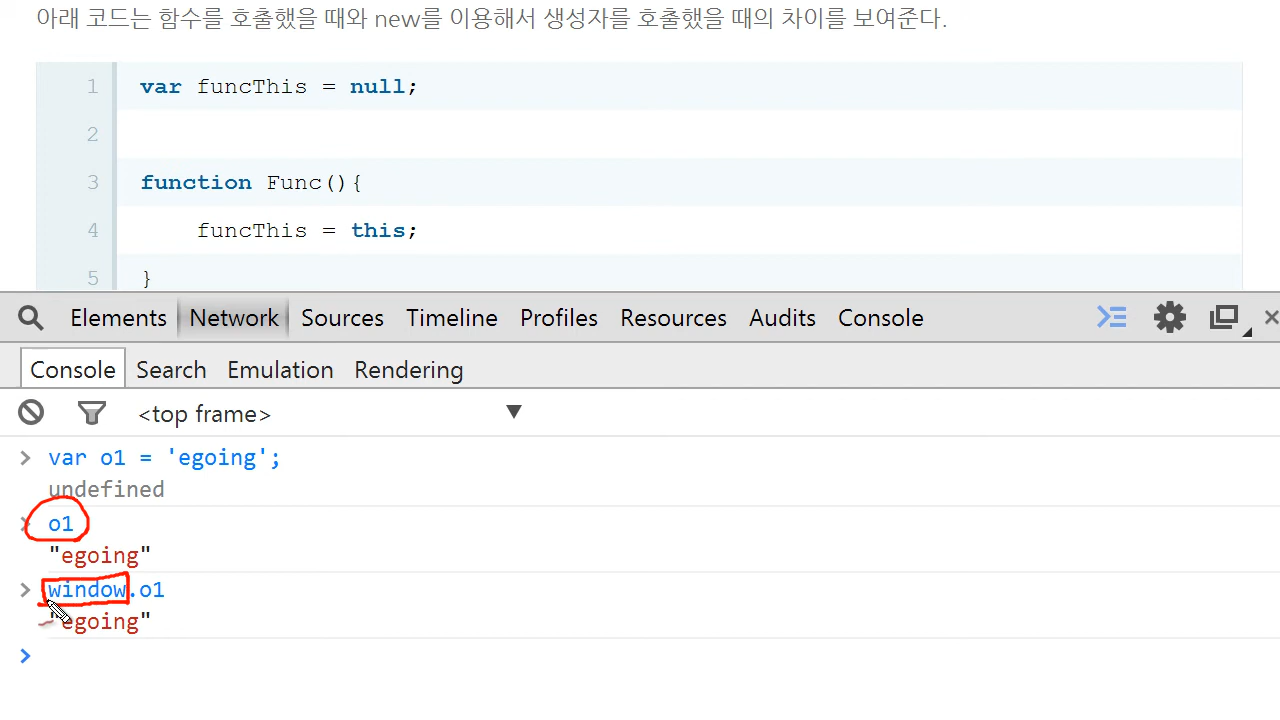 아래 코드는 함수를 호출했을 때와 new를 이용해서 생성자를 호출했을 때의 차이를 보여준다.
1 var funcThis = null;
2
3 function Func(){
4 funcThis = this;
5 }
Elements Network Sources Timeline Profiles Resources Audits Console
Console Search Emulation Rendering
<top frame>
> var o1 = 'egoing';
undefined
> o1
"egoing"
> window.o1
"egoing"
>